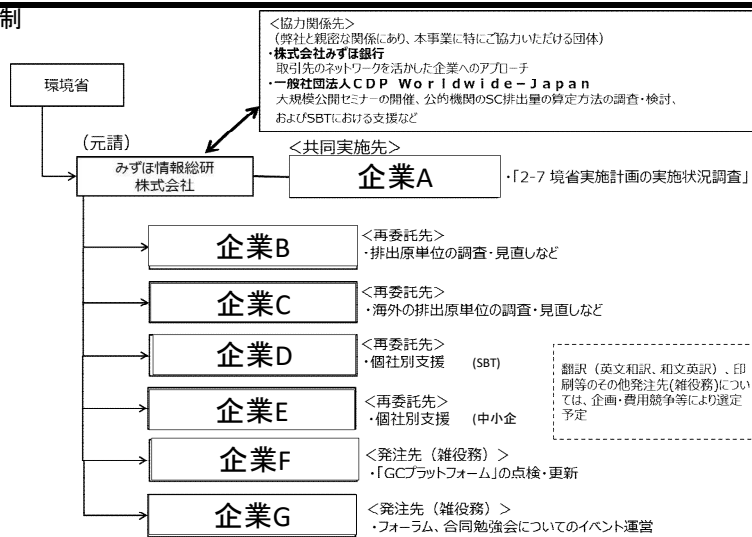 制
<協力関係先>
(弊社と親密な関係にあり、本事業に特にご協力いただける団体)
・株式会社みずほ銀行
取引先のネットワークを活かした企業へのアプローチ
・一般社団法人CDP Worldwide-Japan
大規模公開セミナーの開催、公的機関のSC排出量の算定方法の調査・検討、
およびSBTにおける支援など
環境省
(元請)
みずほ情報総研
株式会社
<共同実施先>
企業A
・「2-7 境省実施計画の実施状況調査」
企業B
<再委託先>
・排出原単位の調査・見直しなど
企業C
<再委託先>
・海外の排出原単位の調査・見直しなど
企業D
<再委託先>
・個社別支援 (SBT)
企業E
<再委託先>
・個社別支援 (中小企
翻訳(英文和訳、和文英訳)、印
刷等のその他発注先(雑役務)につい
ては、企画・費用競争等により選定
予定
企業F
<発注先(雑役務)>
・「GCプラットフォーム」の点検・更新
企業G
<発注先(雑役務)>
・フォーラム、合同勉強会についてのイベント運営